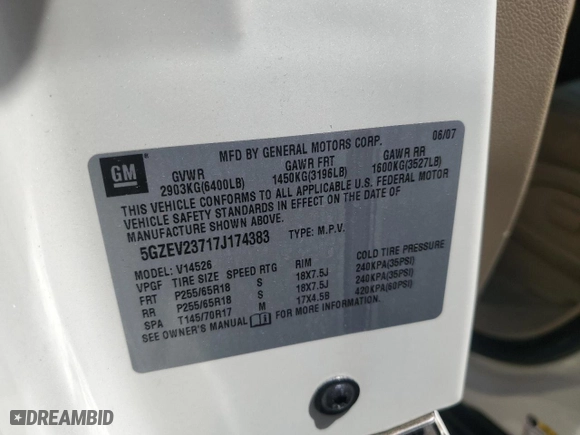 06/07
MFD BY GENERAL MOTORS CORP.
GM
GVWR GAWR FRT GAWR RR
2903KG(6400LB) 1450KG(3196LB) 1600KG(3527LB)
THIS VEHICLE CONFORMS TO ALL APPLICABLE U.S. FEDERAL MOTOR
VEHICLE SAFETY STANDARDS IN EFFECT ON THE DATE OF
MANUFACTURE SHOWN ABOVE.
5GZEV23717J174383 TYPE: M.P.V.
MODEL: V14526
VPGF TIRE SIZE SPEED RTG RIM COLD TIRE PRESSURE
FRT P255/65R18 S 18X7.5J 240KPA(35PSI)
RR P255/65R18 S 18X7.5J 240KPA(35PSI)
SPA T145/70R17 M 17X4.5B 420KPA(60PSI)
SEE OWNER'S MANUAL FOR MORE INFORMATION.
DREAMBID